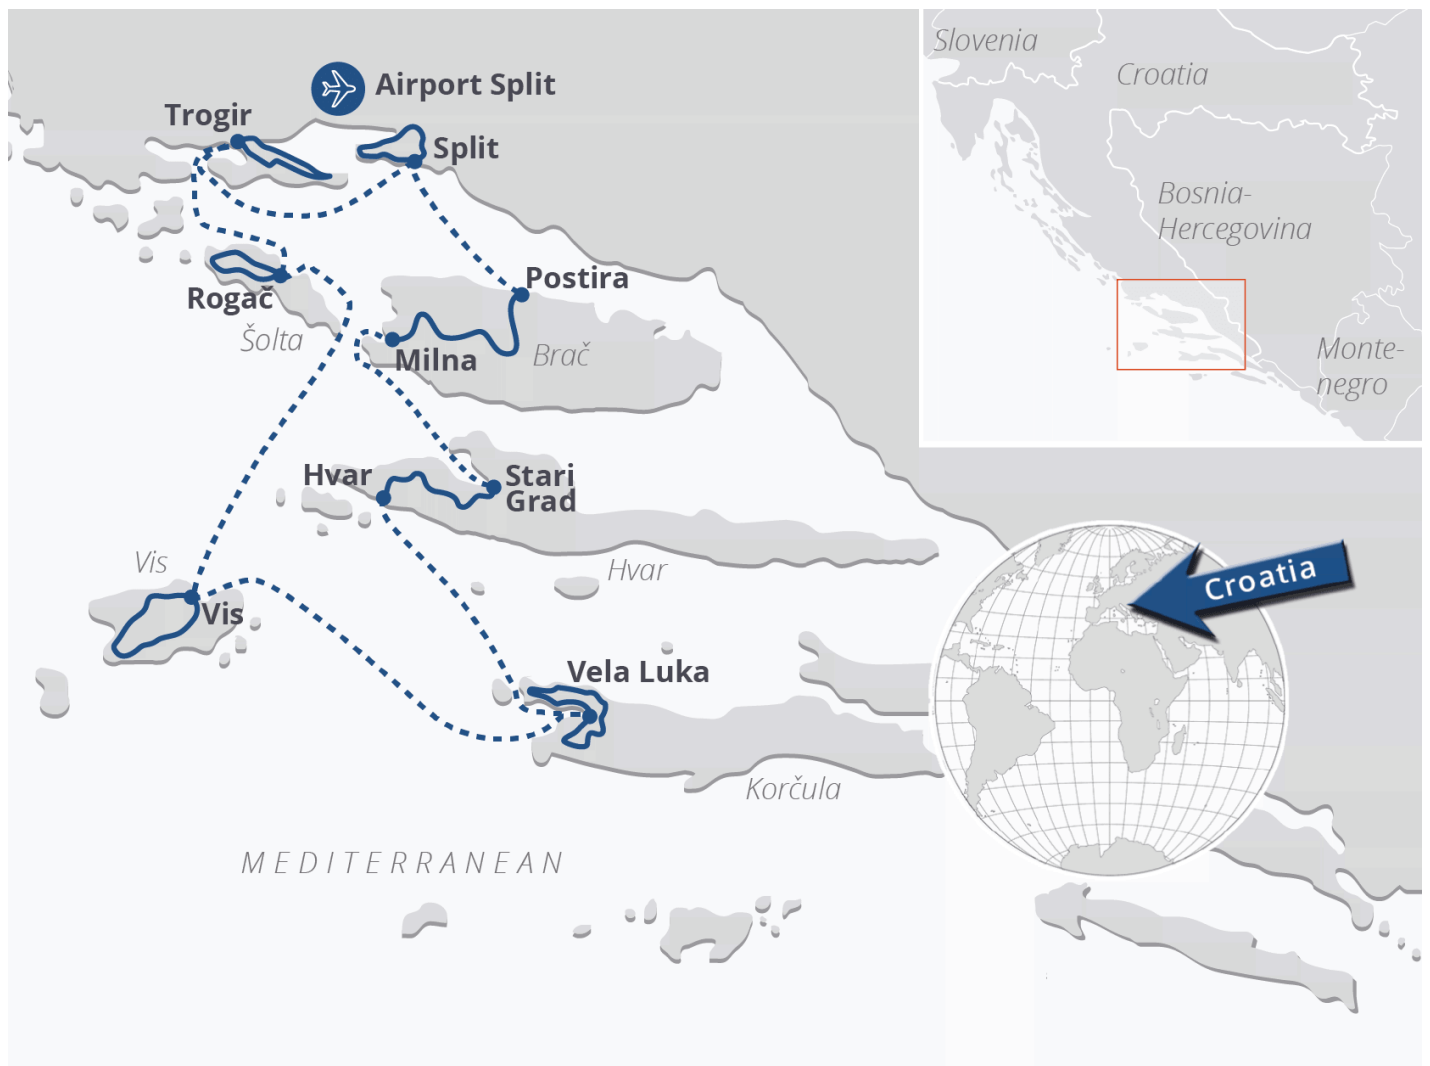 Slovenia
Croatia
Airport Split
Trogir
Split
Bosnia-
Hercegovina
Postira
Rogač
Šolta
Milna
Brač
Monte-
negro
Hvar
Stari
Grad
Vis
Hvar
Croatia
Vis
Vela Luka
Korčula
MEDITERRANEAN